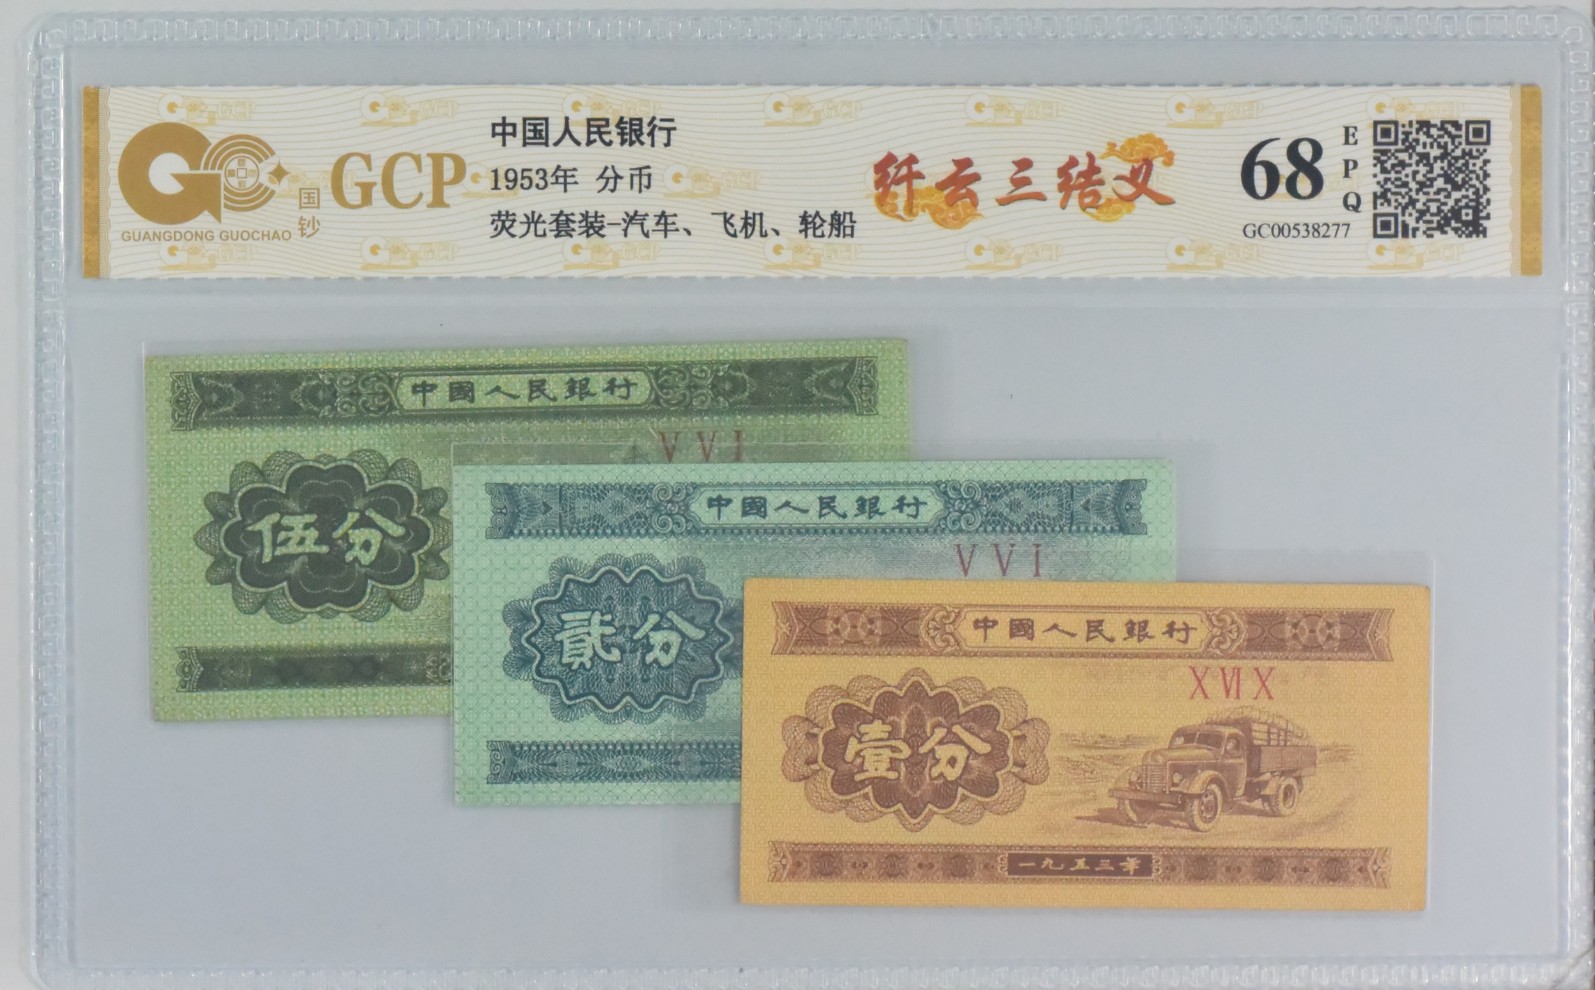 中国人民银行
1953年 分币
荧光套装-汽车、飞机、轮船
GCP
国钞
GUANGDONG GUOCHAO
纤云三结义
68
EPQ
GC00538277
中國人民銀行
VVI
伍分
中國人民銀行
VVI
貳分
中國人民銀行
XVIX
壹分
一九五三年